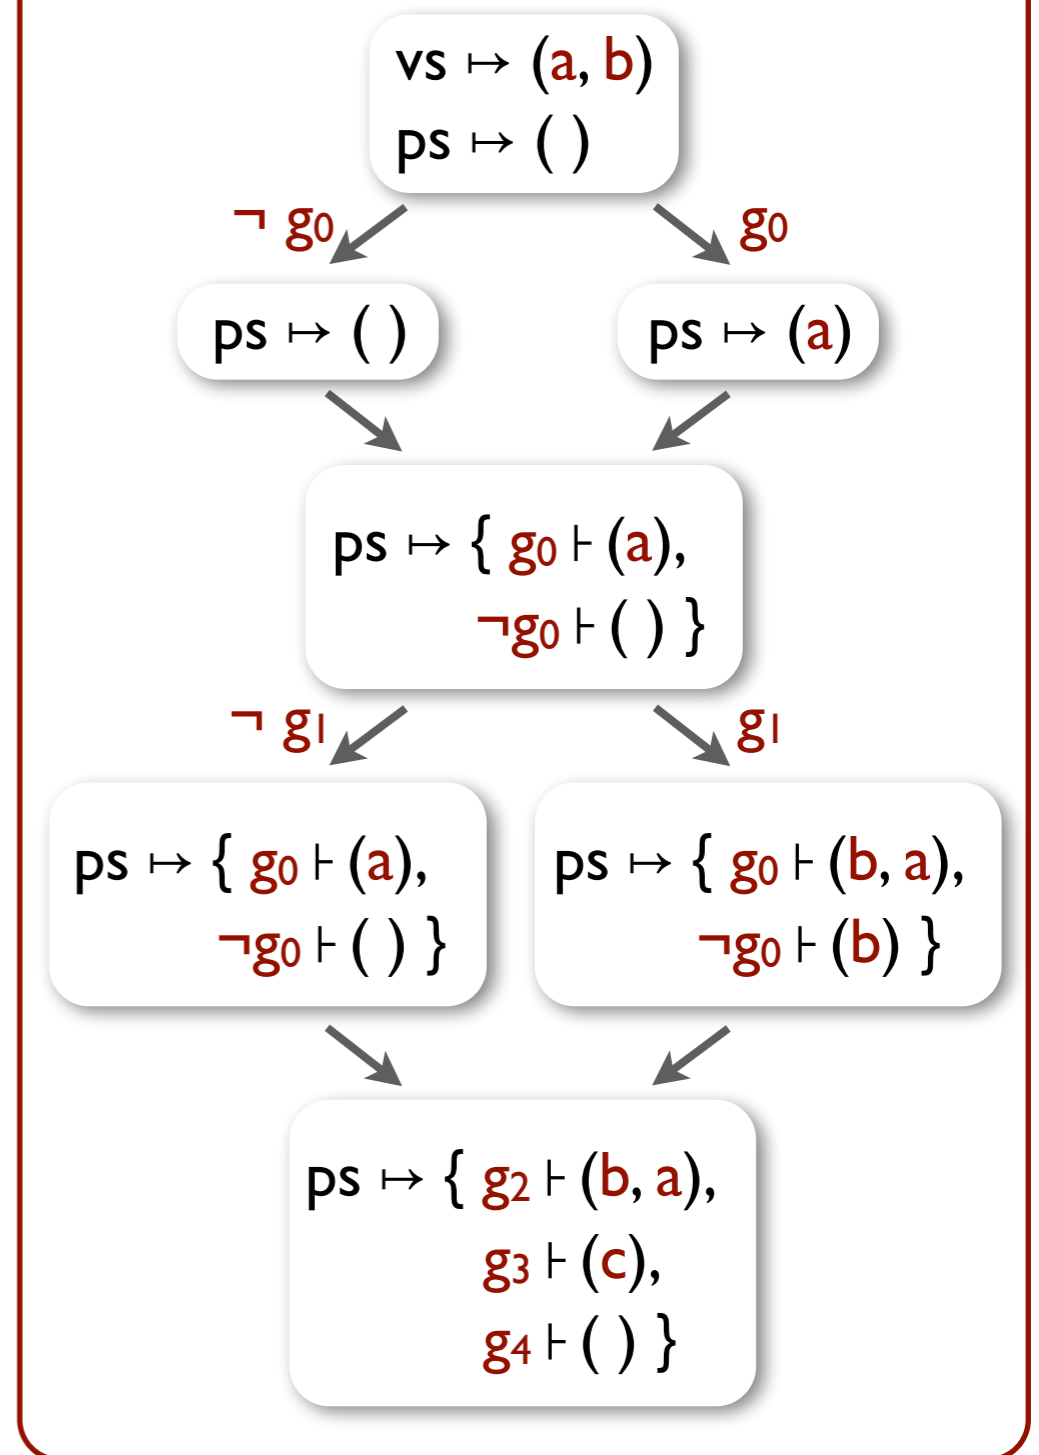 vs ↦ (a, b)
ps ↦ ( )
¬ g₀
g₀
ps ↦ ( )
ps ↦ (a)
ps ↦ { g₀ ⊦ (a),
¬g₀ ⊦ ( ) }
¬ g₁
g₁
ps ↦ { g₀ ⊦ (a),
¬g₀ ⊦ ( ) }
ps ↦ { g₀ ⊦ (b, a),
¬g₀ ⊦ (b) }
ps ↦ { g₂ ⊦ (b, a),
g₃ ⊦ (c),
g₄ ⊦ ( ) }